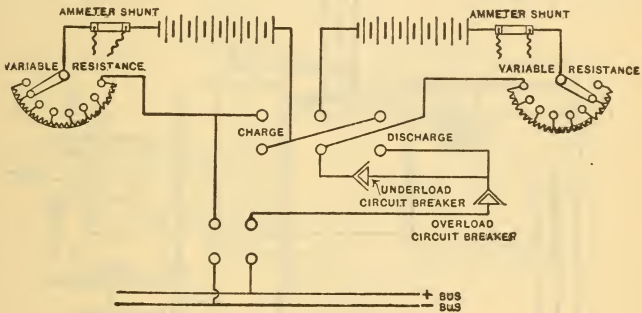 AMMETER SHUNT
AMMETER SHUNT
VARIABLE RESISTANCE
VARIABLE RESISTANCE
CHARGE
DISCHARGE
UNDERLOAD
CIRCUIT BREAKER
OVERLOAD
CIRCUIT BREAKER
+ BUS
- BUS